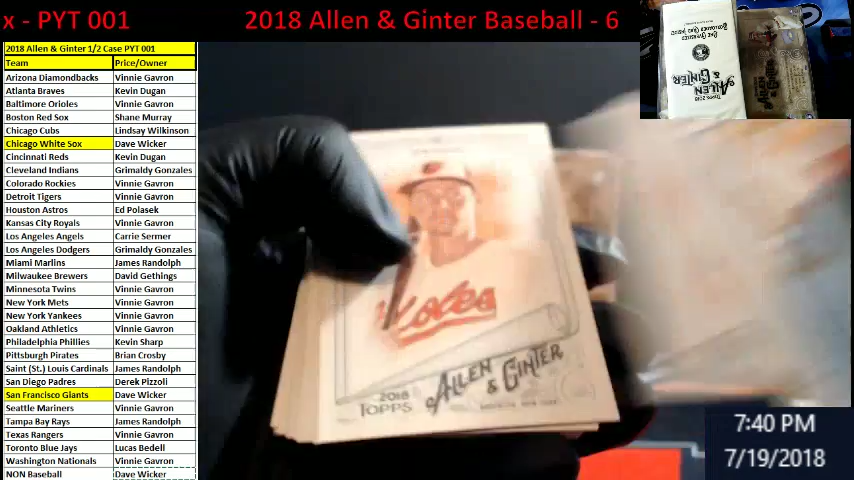 x - PYT 001
2018 Allen & Ginter Baseball - 6
2018 Allen & Ginter 1/2 Case PYT 001
Team Price/Owner
Arizona Diamondbacks Vinnie Gavron
Atlanta Braves Kevin Dugan
Baltimore Orioles Vinnie Gavron
Boston Red Sox Shane Murray
Chicago Cubs Lindsay Wilkinson
Chicago White Sox Dave Wicker
Cincinnati Reds Kevin Dugan
Cleveland Indians Grimaldy Gonzales
Colorado Rockies Vinnie Gavron
Detroit Tigers Vinnie Gavron
Houston Astros Ed Polasek
Kansas City Royals Vinnie Gavron
Los Angeles Angels Carrie Sermer
Los Angeles Dodgers Grimaldy Gonzales
Miami Marlins James Randolph
Milwaukee Brewers David Gethings
Minnesota Twins Vinnie Gavron
New York Mets Vinnie Gavron
New York Yankees Vinnie Gavron
Oakland Athletics Vinnie Gavron
Philadelphia Phillies Kevin Sharp
Pittsburgh Pirates Brian Crosby
Saint (St.) Louis Cardinals James Randolph
San Diego Padres Derek Pizzoli
San Francisco Giants Dave Wicker
Seattle Mariners Vinnie Gavron
Tampa Bay Rays James Randolph
Texas Rangers Vinnie Gavron
Toronto Blue Jays Lucas Bedell
Washington Nationals Vinnie Gavron
NON Baseball Dave Wicker
2018 TOPPS ALLEN & GINTER
TOPPS 2018
ALLEN & GINTER
7:40 PM
7/19/2018